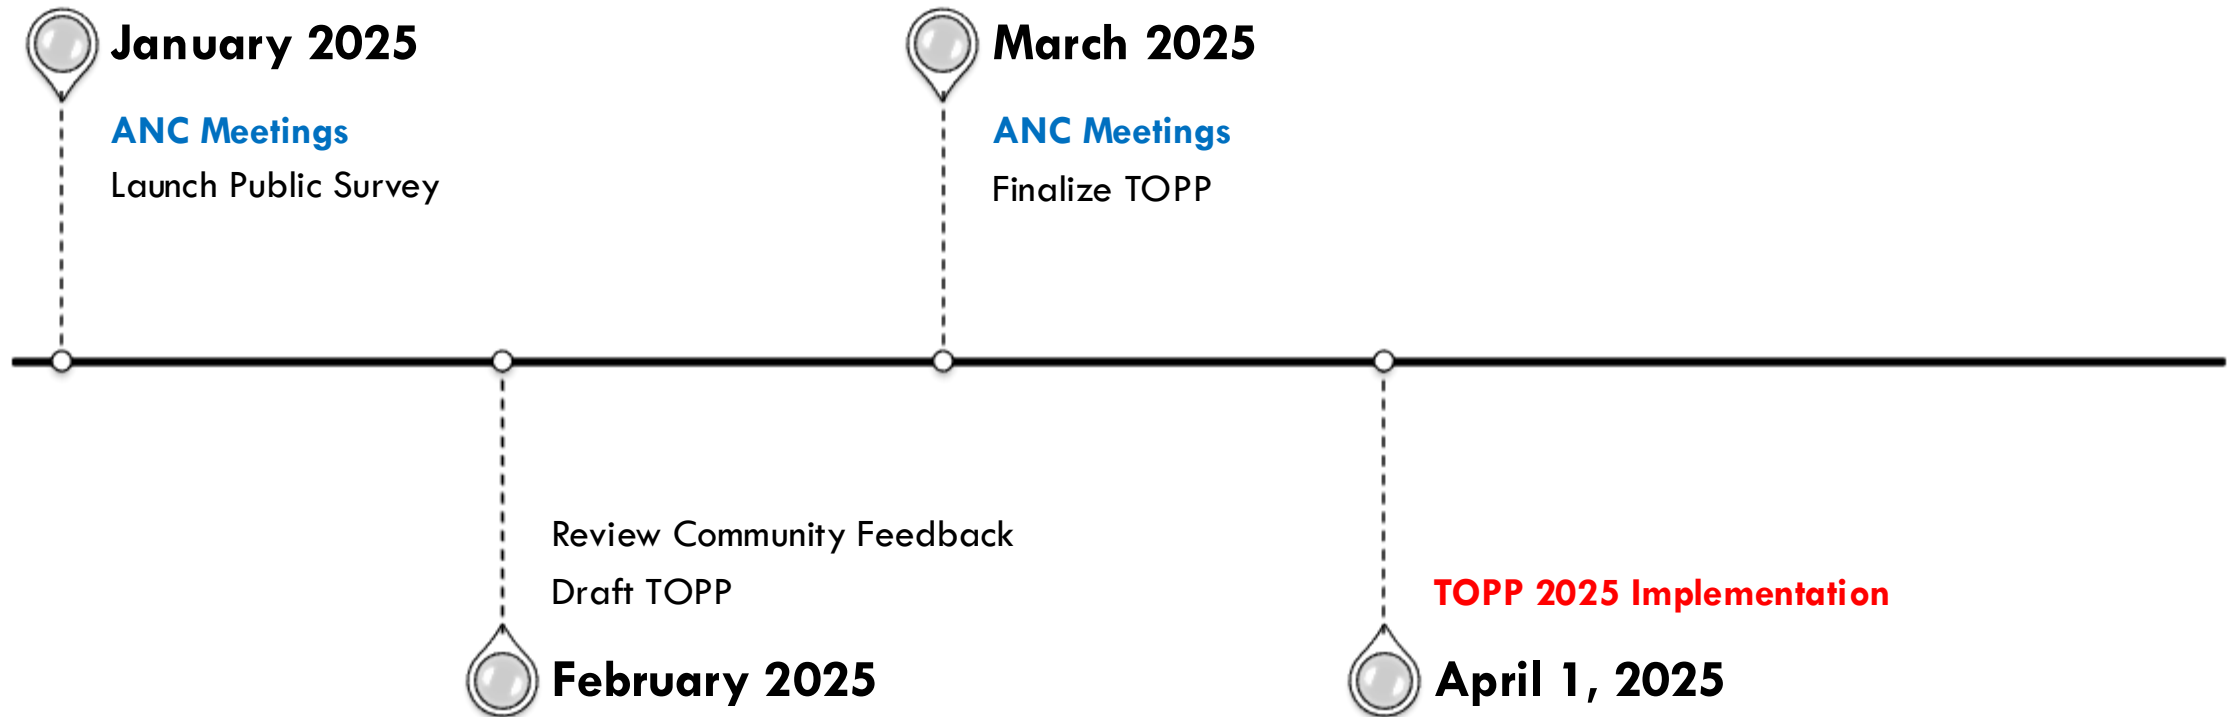 January 2025
ANC Meetings
Launch Public Survey
Review Community Feedback
Draft TOPP
February 2025
March 2025
ANC Meetings
Finalize TOPP
TOPP 2025 Implementation
April 1, 2025